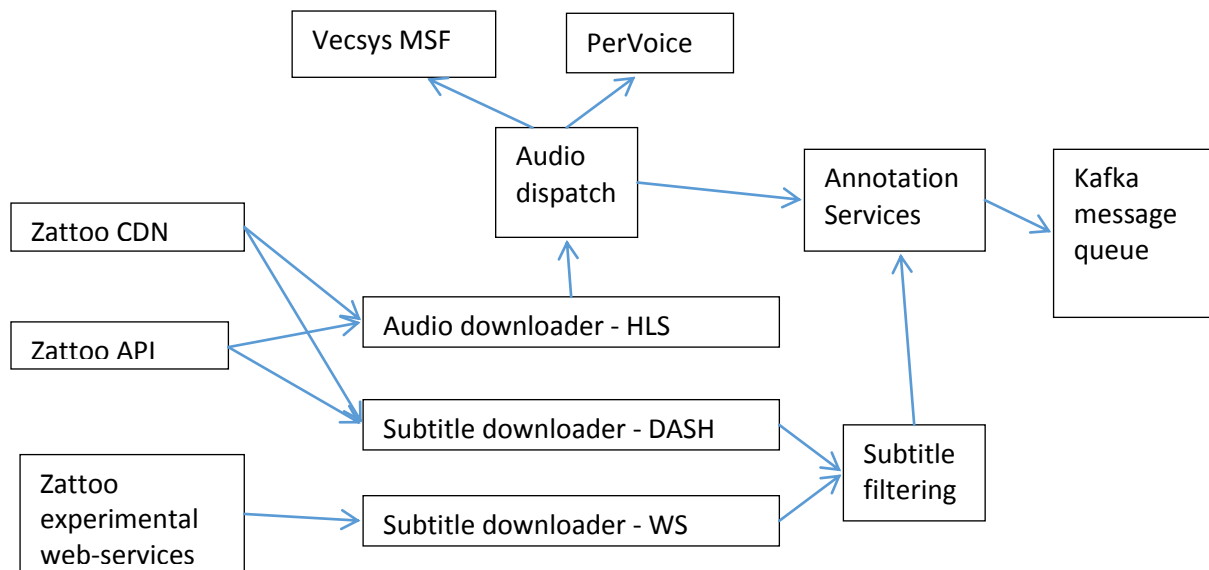 Vecsys MSF
PerVoice
Audio
dispatch
Annotation
Services
Kafka
message
queue
Zattoo CDN
Audio downloader - HLS
Zattoo API
Subtitle downloader - DASH
Subtitle
filtering
Zattoo
experimental
web-services
Subtitle downloader - WS